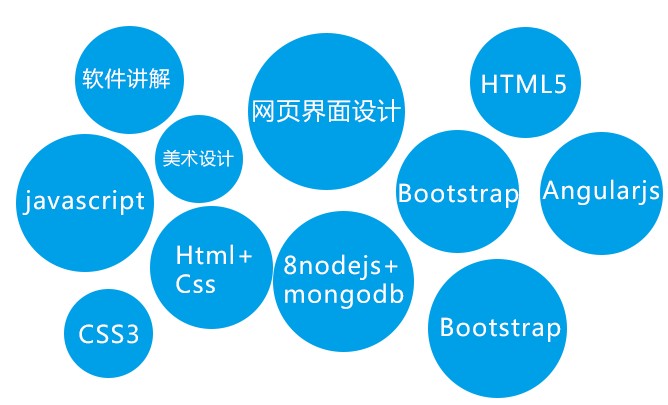 软件讲解
网页界面设计
HTML5
美术设计
javascript
Bootstrap
Angularjs
Html+
Css
8nodejs+
mongodb
CSS3
Bootstrap